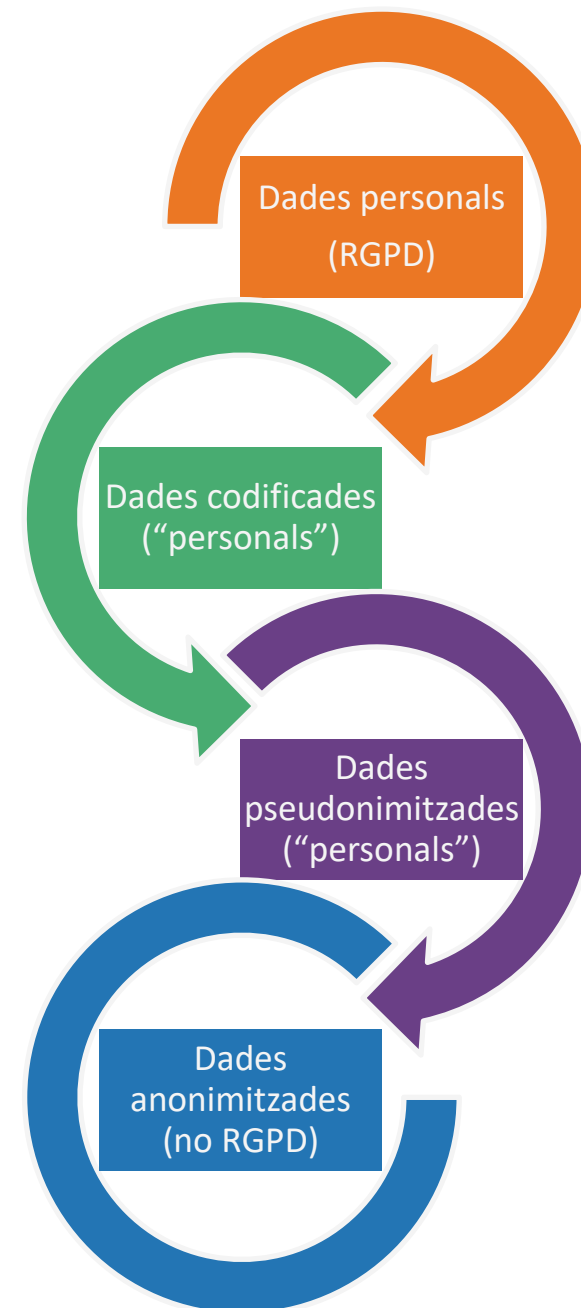 Dades personals
(RGPD)
Dades codificades
(“personals”)
Dades
pseudonimitzades
(“personals”)
Dades
anonimitzades
(no RGPD)